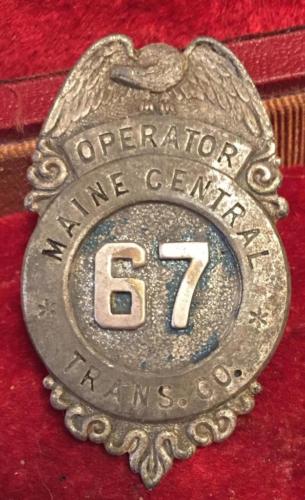 OPERATOR
MAINE CENTRAL
67
* TRANS. CO. *